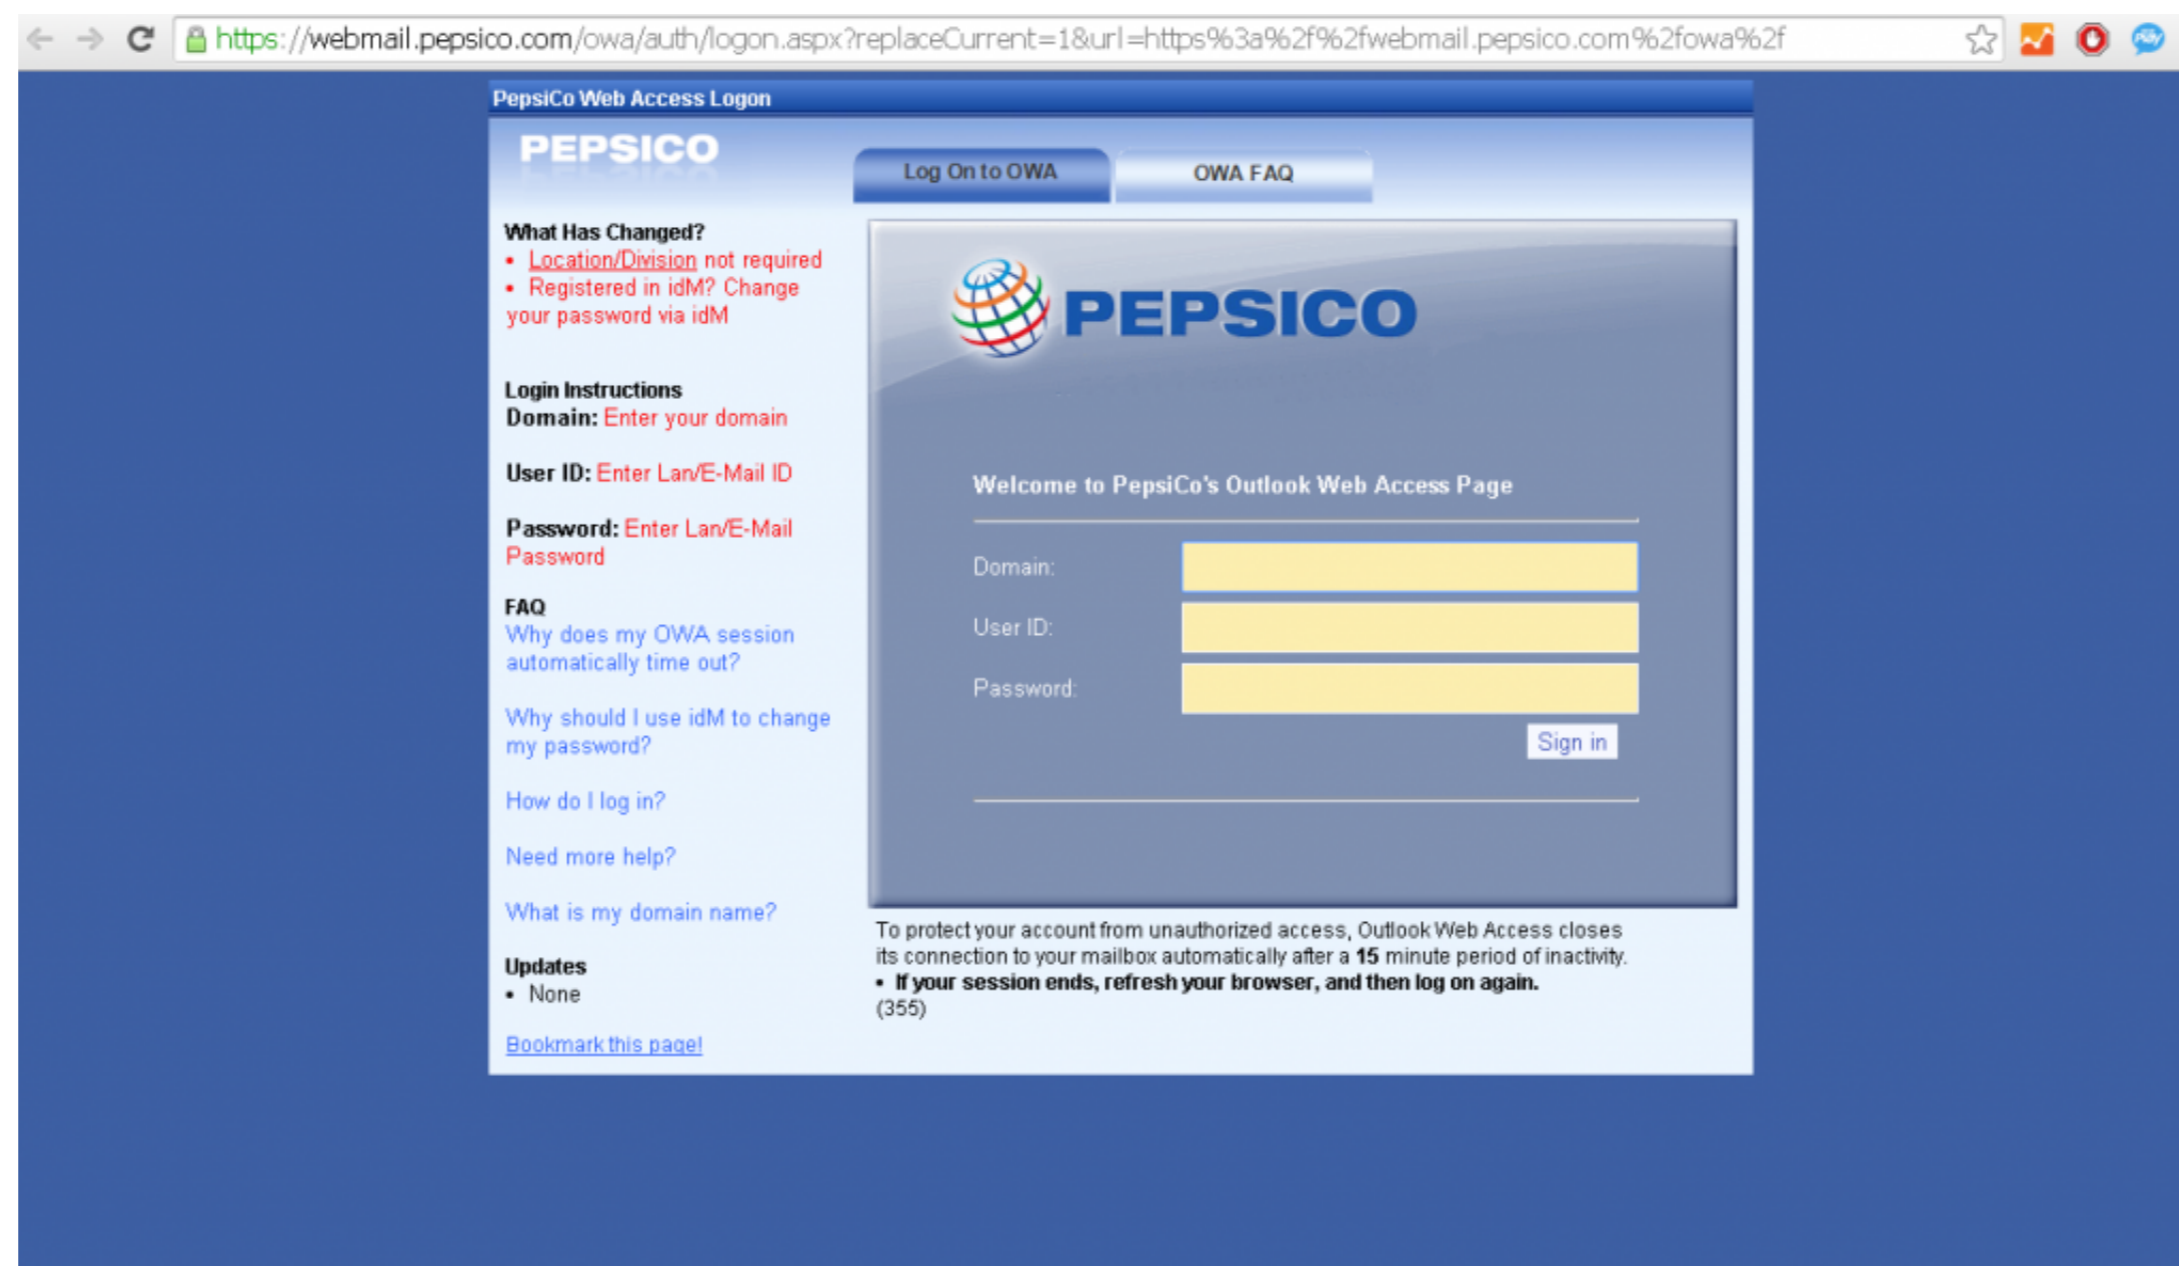 https://webmail.pepsico.com/owa/auth/logon.aspx?replaceCurrent=1&url=https%3a%2f%2fwebmail.pepsico.com%2fowa%2f
PepsiCo Web Access Logon
PEPSICO
Log On to OWA
OWA FAQ
What Has Changed?
• Location/Division not required
• Registered in idM? Change
your password via idM
Login Instructions
Domain: Enter your domain
User ID: Enter Lan/E-Mail ID
Password: Enter Lan/E-Mail
Password
FAQ
Why does my OWA session
automatically time out?
Why should I use idM to change
my password?
How do I log in?
Need more help?
What is my domain name?
Updates
• None
Bookmark this page!
PEPSICO
Welcome to PepsiCo's Outlook Web Access Page
Domain:
User ID:
Password:
Sign in
To protect your account from unauthorized access, Outlook Web Access closes
its connection to your mailbox automatically after a 15 minute period of inactivity.
• If your session ends, refresh your browser, and then log on again.
(355)